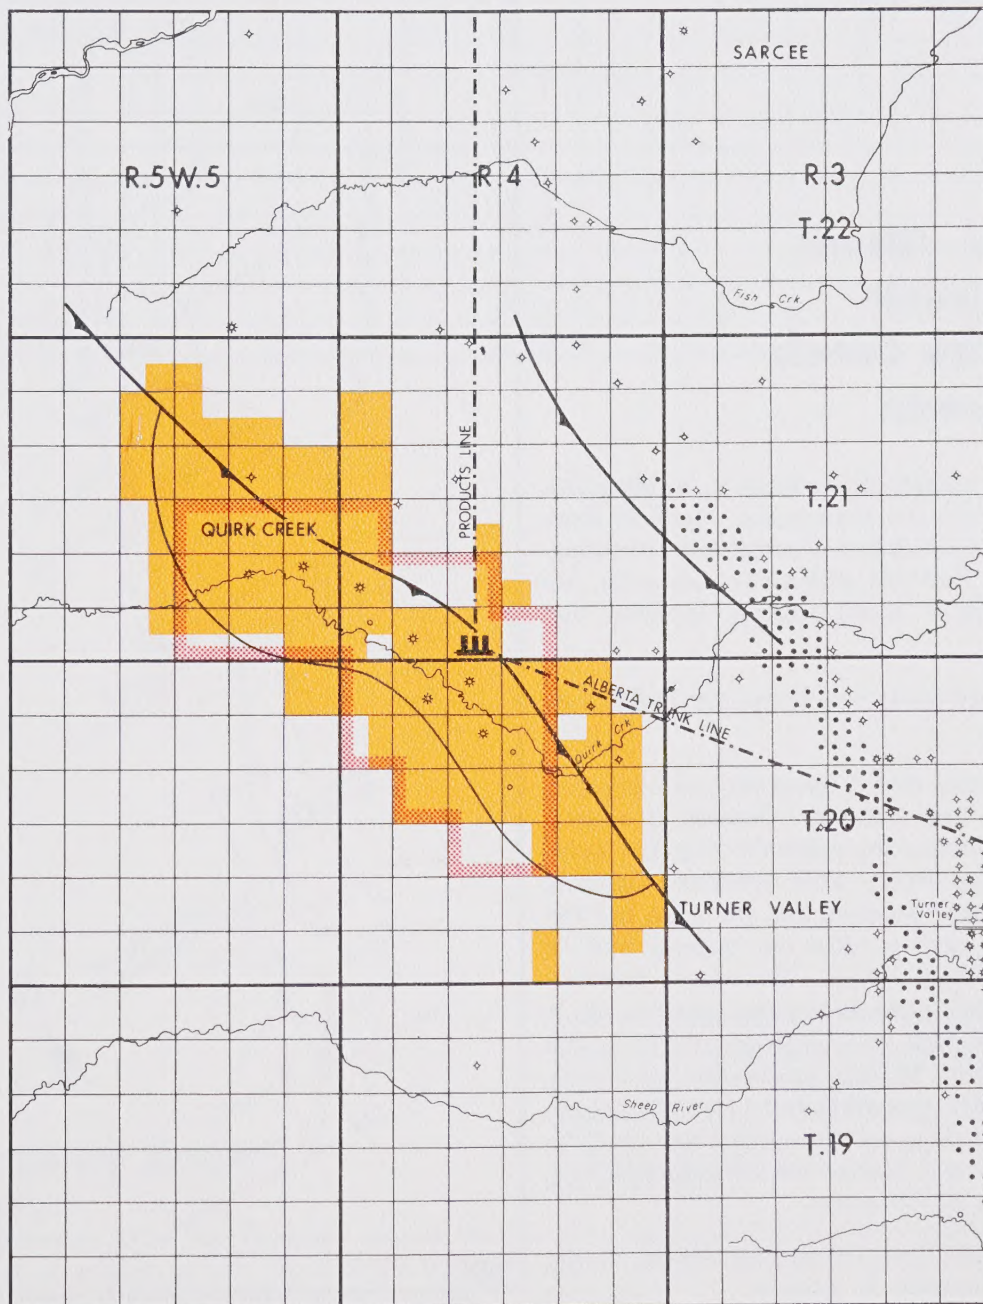 SARCEE
R.5W.5
R.4
R.3
T.22
Fish Crk.
PRODUCTS LINE
T.21
QUIRK CREEK
ALBERTA TRUNK LINE
Quirk Crk.
T.20
TURNER VALLEY
Turner
Valley
Sheep River
T.19